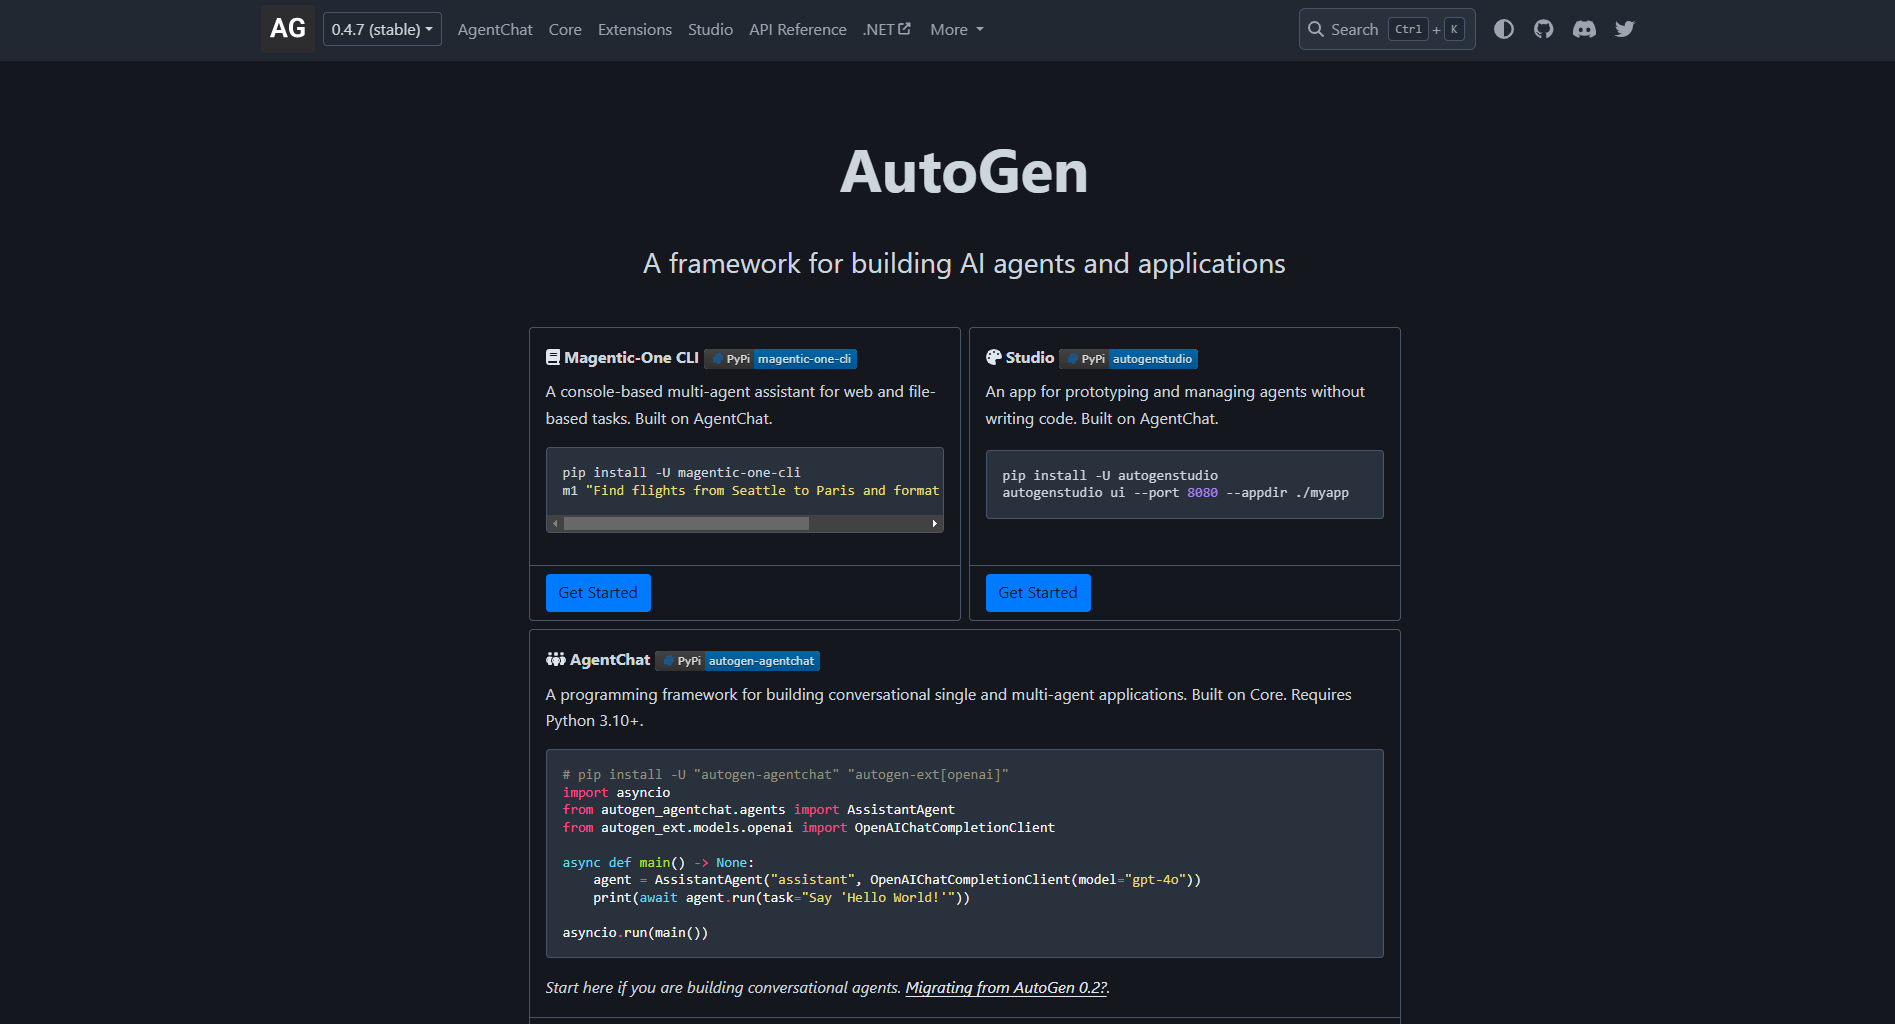 AG 0.4.7 (stable) AgentChat Core Extensions Studio API Reference .NET More Search Ctrl + K
AutoGen
A framework for building AI agents and applications
Magentic-One CLI PyPi magentic-one-cli
A console-based multi-agent assistant for web and file-
based tasks. Built on AgentChat.
pip install -U magentic-one-cli
m1 "Find flights from Seattle to Paris and format
Get Started
Studio PyPi autogenstudio
An app for prototyping and managing agents without
writing code. Built on AgentChat.
pip install -U autogenstudio
autogenstudio ui --port 8080 --appdir ./myapp
Get Started
AgentChat PyPi autogen-agentchat
A programming framework for building conversational single and multi-agent applications. Built on Core. Requires
Python 3.10+.
# pip install -U "autogen-agentchat" "autogen-ext[openai]"
import asyncio
from autogen_agentchat.agents import AssistantAgent
from autogen_ext.models.openai import OpenAIChatCompletionClient
async def main() -> None:
    agent = AssistantAgent("assistant", OpenAIChatCompletionClient(model="gpt-4o"))
    print(await agent.run(task="Say 'Hello World!'"))
asyncio.run(main())
Start here if you are building conversational agents. Migrating from AutoGen 0.2?.